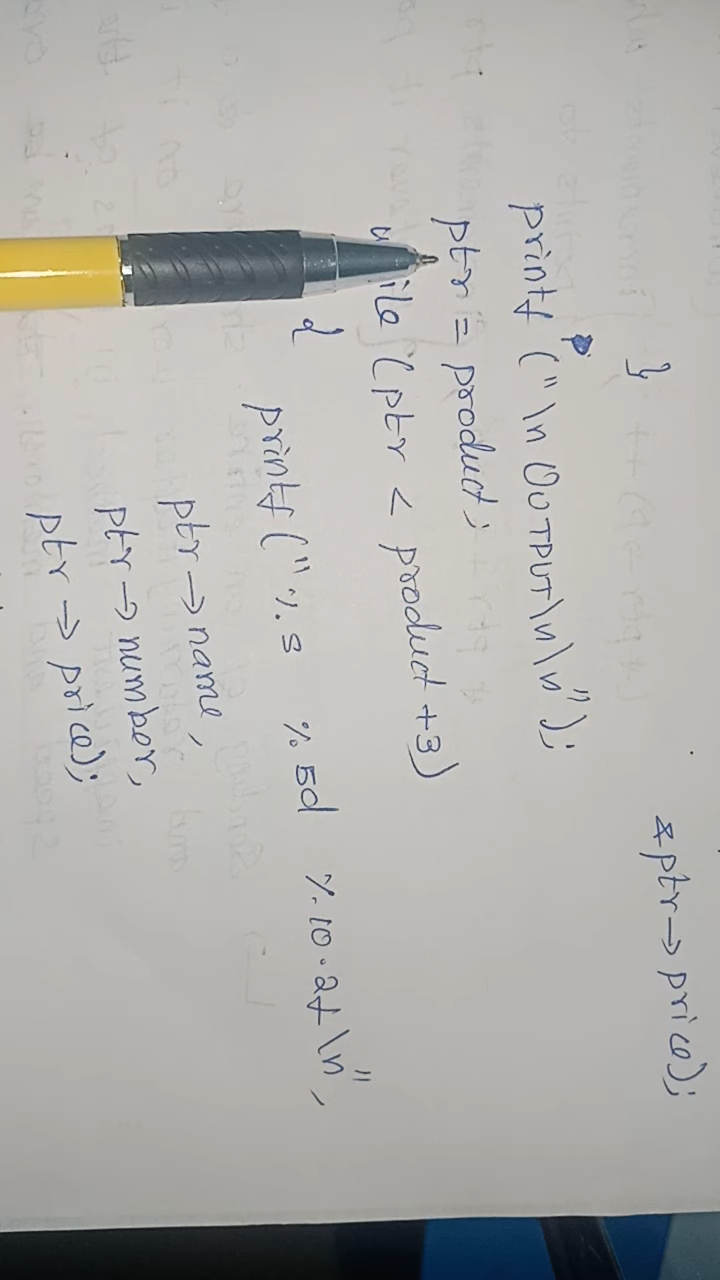 &ptr→price);
}
printf ("\n OUTPUT\n\n");
ptr = product;
while (ptr < product +3)
{
printf ("%s %5d %10.2f \n",
ptr→name,
ptr→number,
ptr→price);